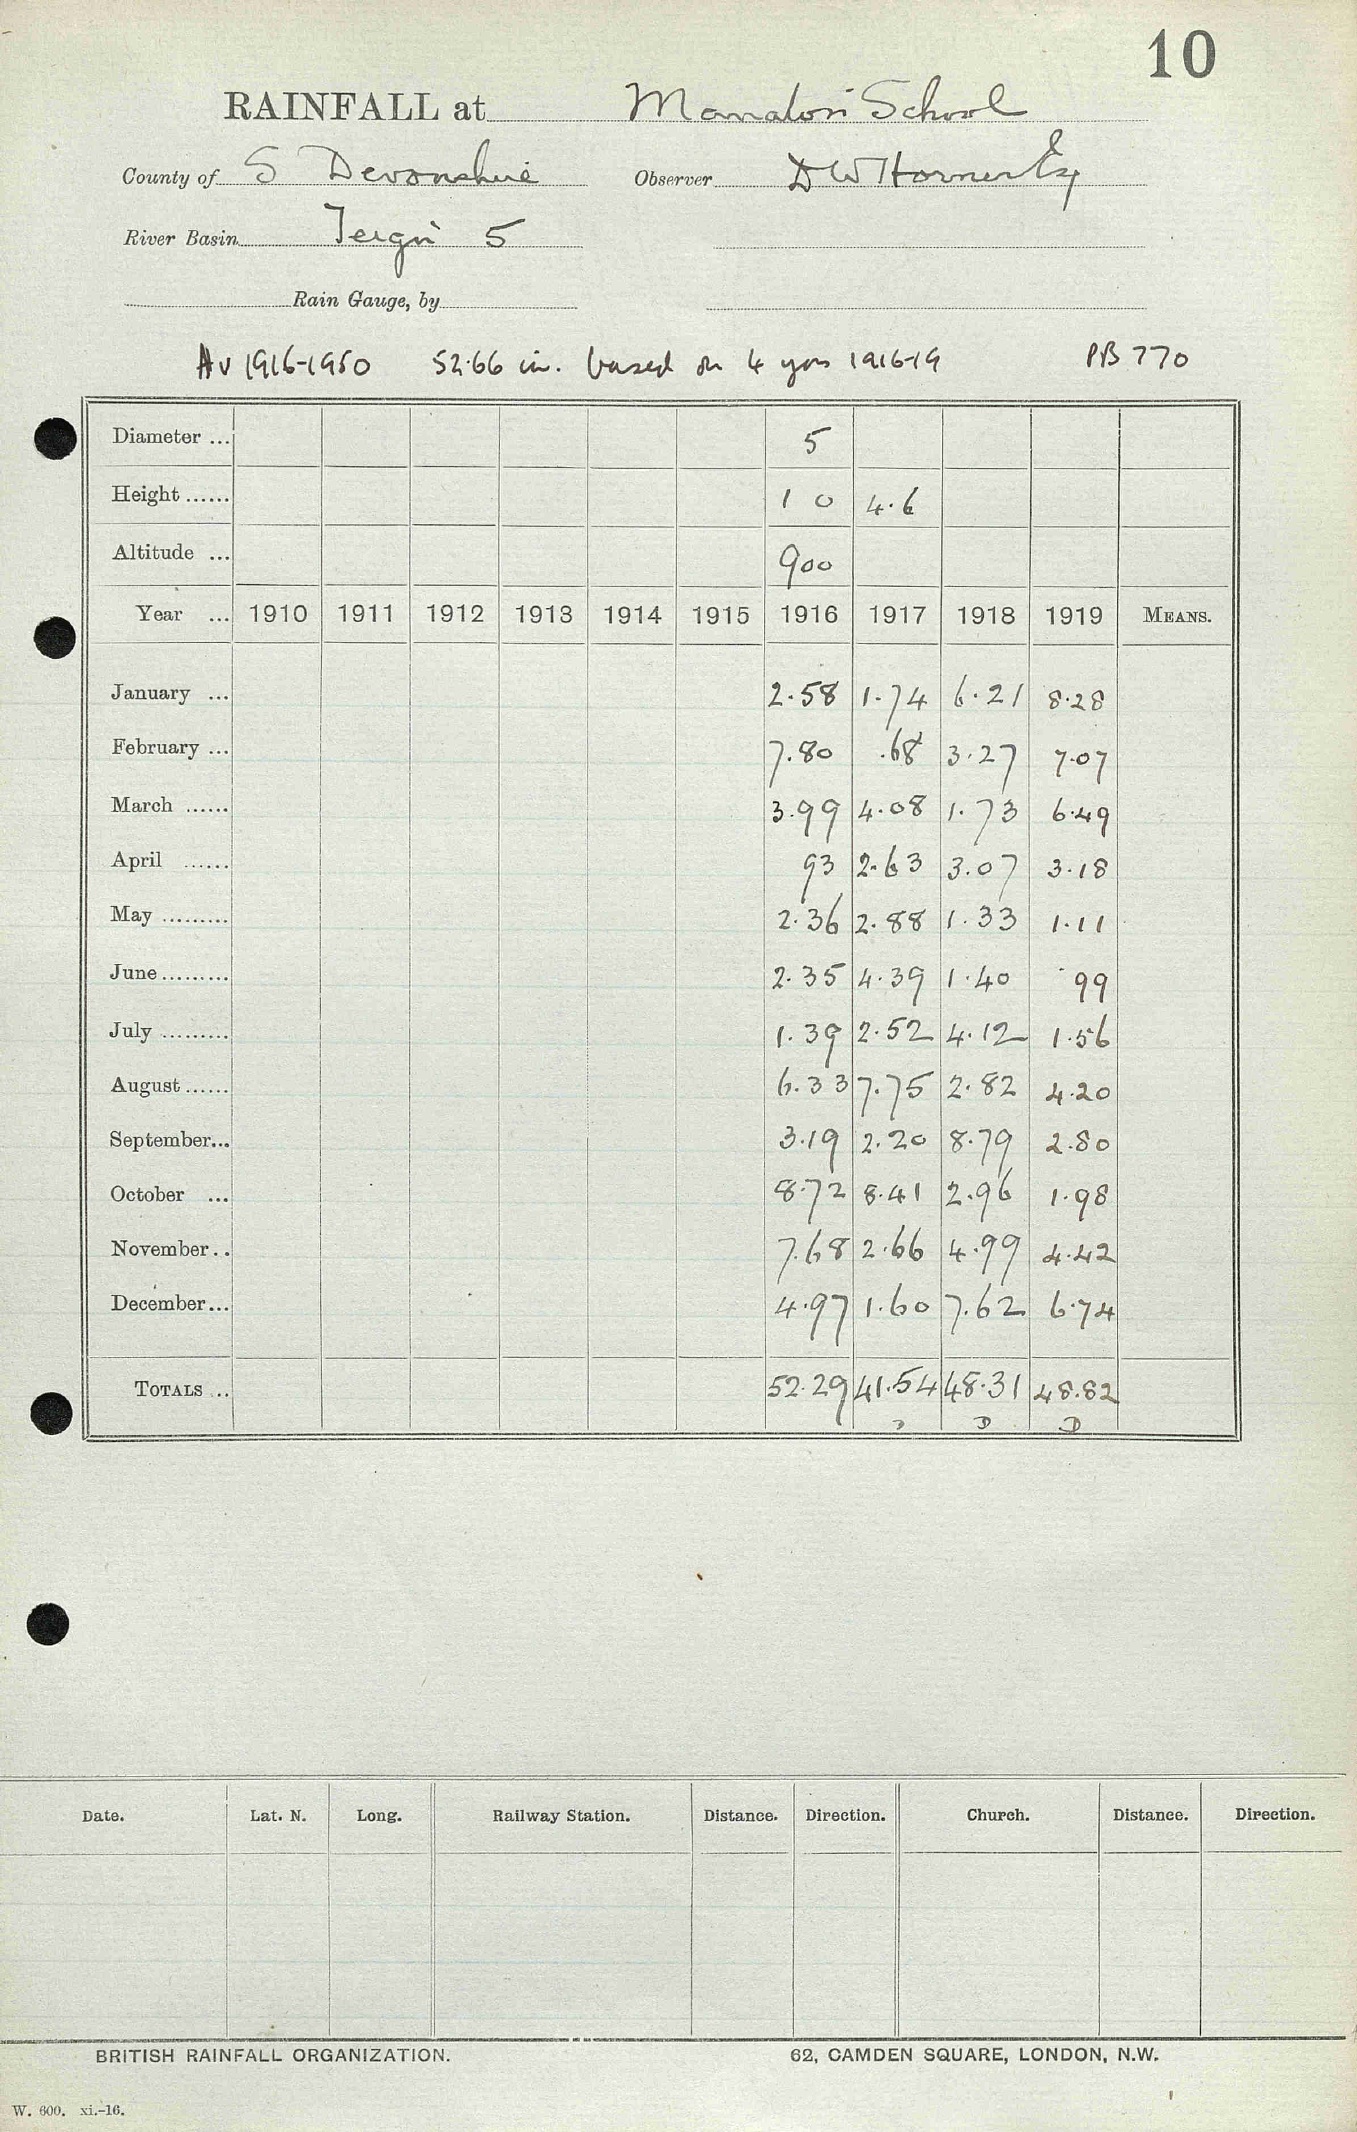 10
RAINFALL at Manaton School
County of S Devonshire Observer D W Horner Esq
River Basin Teign 5
Rain Gauge, by
Av 1916-1950 52.66 in. based on 4 yrs 1916-19 PB 770
Diameter ... 5
Height ...... 1 0 4.6
Altitude ... 900
Year ... 1910 1911 1912 1913 1914 1915 1916 1917 1918 1919 MEANS.
January ... 2.58 1.74 6.21 8.28
February ... 7.80 .68 3.27 7.07
March ...... 3.99 4.08 1.73 6.49
April ...... 93 2.63 3.07 3.18
May ......... 2.36 2.88 1.33 1.11
June ......... 2.35 4.39 1.40 .99
July ......... 1.39 2.52 4.12 1.56
August ...... 6.33 7.75 2.82 4.20
September... 3.19 2.20 8.79 2.80
October ... 8.72 8.41 2.96 1.98
November.. 7.68 2.66 4.99 4.42
December... 4.97 1.60 7.62 6.74
TOTALS ... 52.29 41.54 48.31 48.82
D D D
Date. Lat. N. Long. Railway Station. Distance. Direction. Church. Distance. Direction.
BRITISH RAINFALL ORGANIZATION. 62, CAMDEN SQUARE, LONDON, N.W.
W. 600. xi.-16.